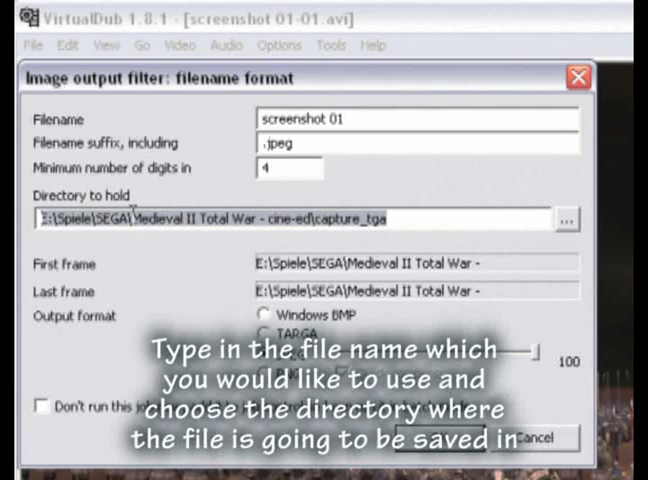 VirtualDub 1.8.1 - [screenshot 01-01.avi]
File Edit View Go Video Audio Options Tools Help
Image output filter: filename format
Filename screenshot 01
Filename suffix, including .jpeg
Minimum number of digits in 4
Directory to hold
E:\Spiele\SEGA\Medieval II Total War - cine-ed\capture_tga ...
First frame E:\Spiele\SEGA\Medieval II Total War -
Last frame E:\Spiele\SEGA\Medieval II Total War -
Output format Windows BMP
TARGA
100
Don't run this
Cancel
Type in the file name which
you would like to use and
choose the directory where
the file is going to be saved in